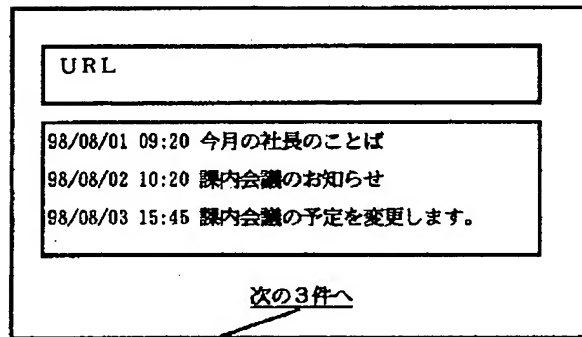 URL
98/08/01 09:20 今月の社長のことば
98/08/02 10:20 課内会議のお知らせ
98/08/03 15:45 課内会議の予定を変更します。
次の3件へ